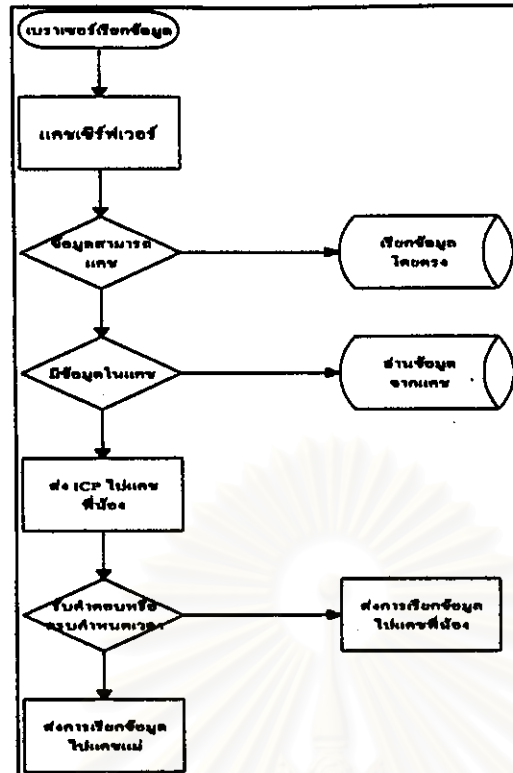 เบราเซอร์เรียกข้อมูล
แคชเซิร์ฟเวอร์
ข้อมูลสามารถ
แคช
เรียกข้อมูล
โดยตรง
มีข้อมูลในแคช
อ่านข้อมูล
จากแคช
ส่ง ICP ไปแคช
พี่น้อง
รับคำตอบหรือ
ครบกำหนดเวลา
ส่งการเรียกข้อมูล
ไปแคชพี่น้อง
ส่งการเรียกข้อมูล
ไปแคชแม่